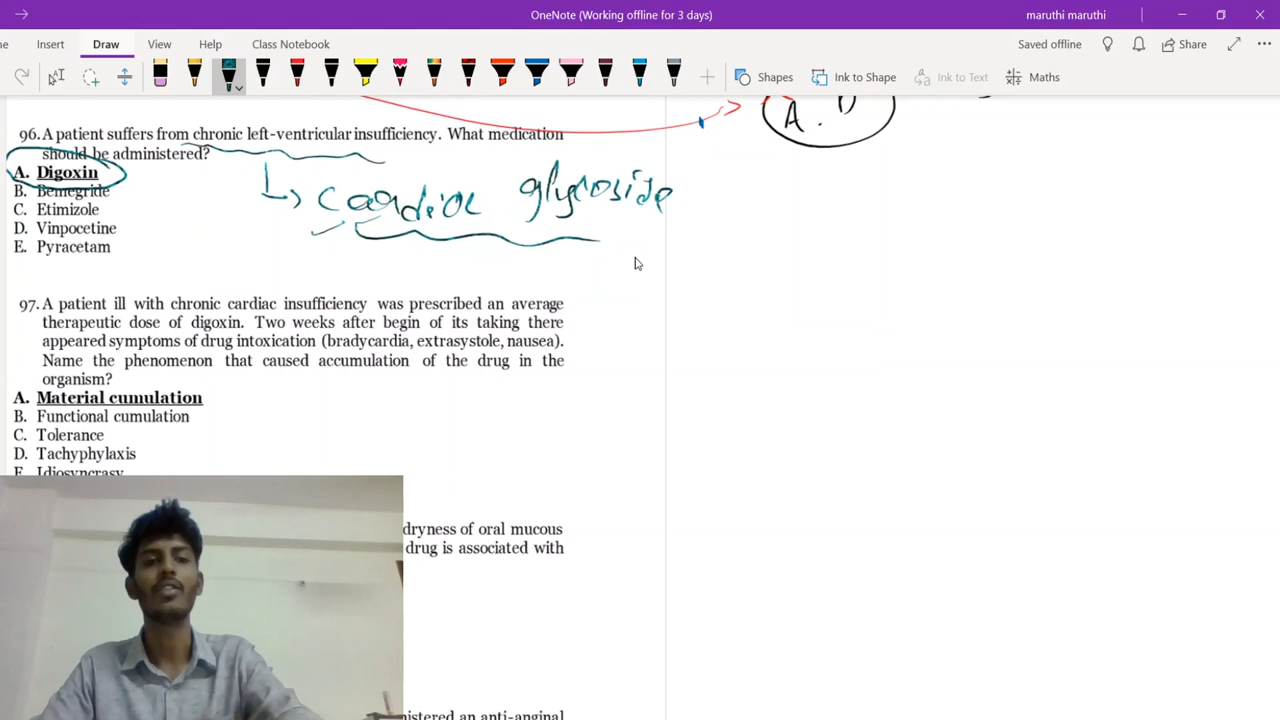 OneNote (Working offline for 3 days)
maruthi maruthi
Insert Draw View Help Class Notebook
Saved offline
Share
Shapes
Ink to Shape
Ink to Text
Maths
A. D
96. A patient suffers from chronic left-ventricular insufficiency. What medication
should be administered?
A. Digoxin
B. Bemegride
C. Etimizole
D. Vinpocetine
E. Pyracetam
cardiac glycoside
97. A patient ill with chronic cardiac insufficiency was prescribed an average
therapeutic dose of digoxin. Two weeks after begin of its taking there
appeared symptoms of drug intoxication (bradycardia, extrasystole, nausea).
Name the phenomenon that caused accumulation of the drug in the
organism?
A. Material cumulation
B. Functional cumulation
C. Tolerance
D. Tachyphylaxis
E. Idiosyncrasy
dryness of oral mucous
drug is associated with
istered an anti-anginal